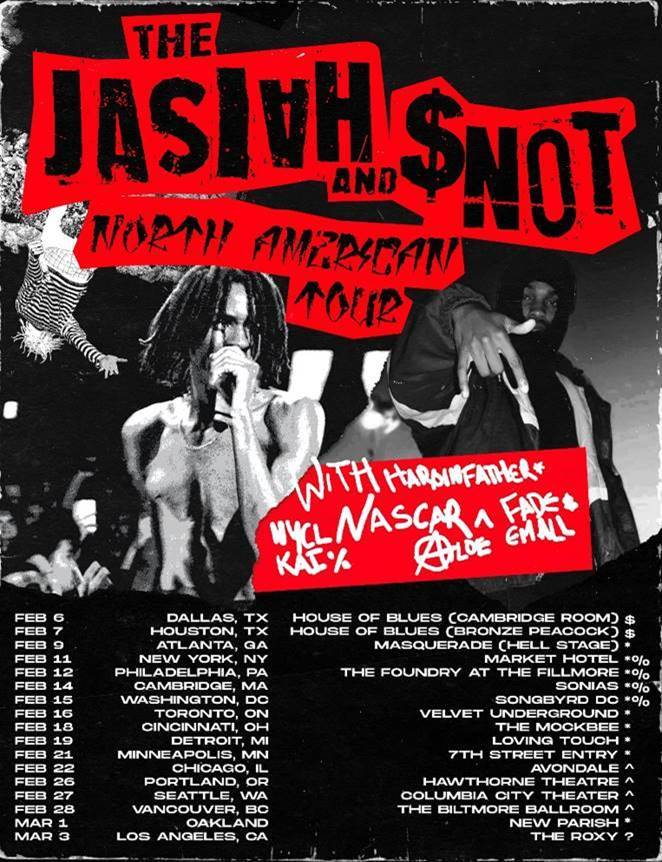 THE
JASIAH
AND $NOT
NORTH AMERICAN
TOUR
WITH HAROINFATHER*
NYCL NASCAR ^ FADE $
KAI % ALOE EM ALL
FEB 6 DALLAS, TX HOUSE OF BLUES (CAMBRIDGE ROOM) $
FEB 7 HOUSTON, TX HOUSE OF BLUES (BRONZE PEACOCK) $
FEB 9 ATLANTA, GA MASQUERADE (HELL STAGE) *
FEB 11 NEW YORK, NY MARKET HOTEL *%
FEB 12 PHILADELPHIA, PA THE FOUNDRY AT THE FILLMORE *%
FEB 14 CAMBRIDGE, MA SONIAS *%
FEB 15 WASHINGTON, DC SONGBYRD DC *%
FEB 16 TORONTO, ON VELVET UNDERGROUND *
FEB 18 CINCINNATI, OH THE MOCKBEE *
FEB 19 DETROIT, MI LOVING TOUCH *
FEB 21 MINNEAPOLIS, MN 7TH STREET ENTRY *
FEB 22 CHICAGO, IL AVONDALE ^
FEB 26 PORTLAND, OR HAWTHORNE THEATRE ^
FEB 27 SEATTLE, WA COLUMBIA CITY THEATER ^
FEB 28 VANCOUVER, BC THE BILTMORE BALLROOM ^
MAR 1 OAKLAND NEW PARISH *
MAR 3 LOS ANGELES, CA THE ROXY ?